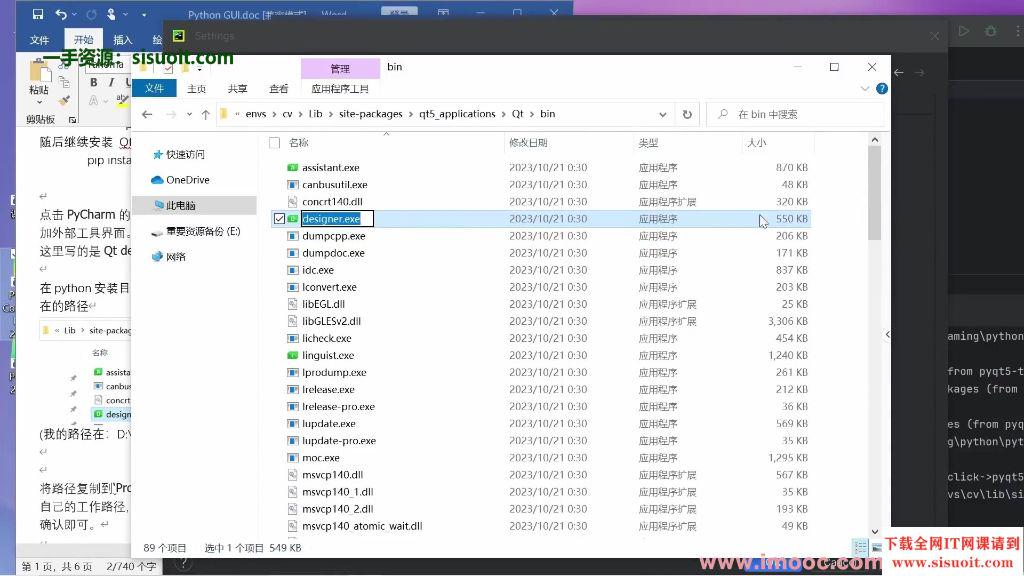 Python GUI.doc [兼容模式] - Word
登录
文件 开始 插入
Settings
一手资源：sisuoit.com
粘贴
剪贴板
B I U
随后继续安装
pip insta
点击 PyCharm 的
加外部工具界面。
这里写的是 Qt de
在 python 安装目
在的路径
« Lib › site-packag
名称
assista
canbus
concrt
design
(我的路径在：D:\
将路径复制到'Pro
自己的工作路径,
确认即可。
第 1 页，共 6 页 2/740 个字
管理
bin
文件 主页 共享 查看 应用程序工具
« envs › cv › Lib › site-packages › qt5_applications › Qt › bin
在 bin 中搜索
快速访问
OneDrive
此电脑
重要资源备份 (E:)
网络
名称 修改日期 类型 大小
assistant.exe 2023/10/21 0:30 应用程序 870 KB
canbusutil.exe 2023/10/21 0:30 应用程序 48 KB
concrt140.dll 2023/10/21 0:30 应用程序扩展 320 KB
designer.exe 2023/10/21 0:30 应用程序 550 KB
dumpcpp.exe 2023/10/21 0:30 应用程序 206 KB
dumpdoc.exe 2023/10/21 0:30 应用程序 171 KB
idc.exe 2023/10/21 0:30 应用程序 837 KB
lconvert.exe 2023/10/21 0:30 应用程序 203 KB
libEGL.dll 2023/10/21 0:30 应用程序扩展 25 KB
libGLESv2.dll 2023/10/21 0:30 应用程序扩展 3,306 KB
licheck.exe 2023/10/21 0:30 应用程序 454 KB
linguist.exe 2023/10/21 0:30 应用程序 1,240 KB
lprodump.exe 2023/10/21 0:30 应用程序 261 KB
lrelease.exe 2023/10/21 0:30 应用程序 212 KB
lrelease-pro.exe 2023/10/21 0:30 应用程序 36 KB
lupdate.exe 2023/10/21 0:30 应用程序 569 KB
lupdate-pro.exe 2023/10/21 0:30 应用程序 35 KB
moc.exe 2023/10/21 0:30 应用程序 1,295 KB
msvcp140.dll 2023/10/21 0:30 应用程序扩展 567 KB
msvcp140_1.dll 2023/10/21 0:30 应用程序扩展 35 KB
msvcp140_2.dll 2023/10/21 0:30 应用程序扩展 193 KB
msvcp140_atomic_wait.dll 2023/10/21 0:30 应用程序扩展 49 KB
89 个项目 选中 1 个项目 549 KB
aming\python
from pyqt5-t
kages (from
es (from pyq
g\python\pyt
click->pyqt5
vs\cv\lib\si
www.imooc.com
下载全网IT网课请到
www.sisuoit.com